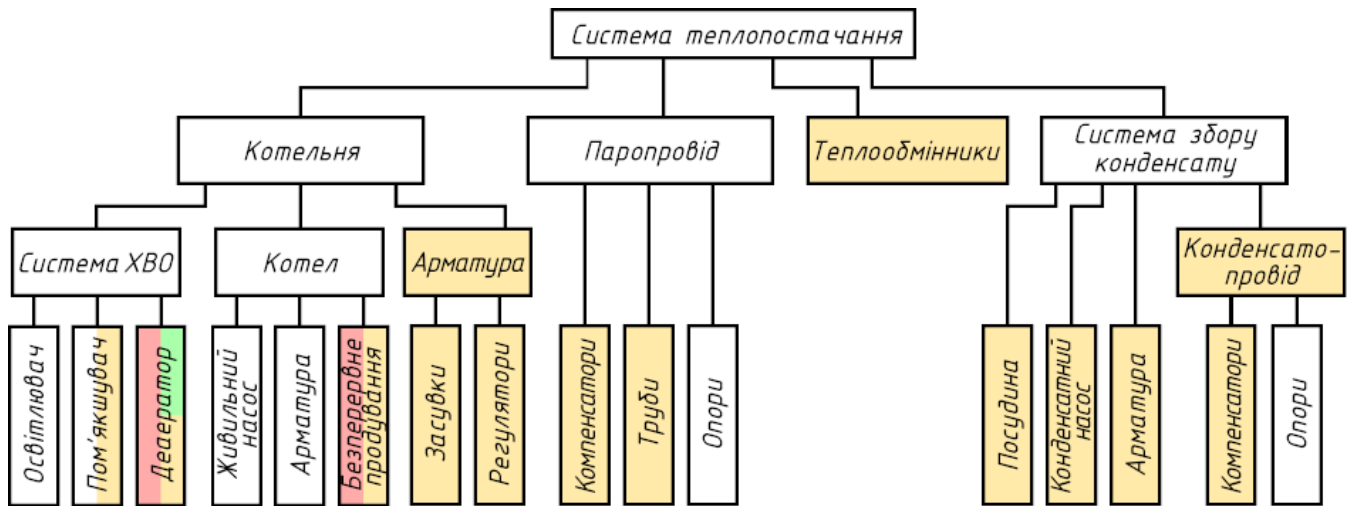 Система теплопостачання
Котельня
Паропровід
Теплообмінники
Система збору
конденсату
Система ХВО
Котел
Арматура
Конденсато-
провід
Освітлювач
Пом'якшувач
Деаератор
Живильний
насос
Арматура
Безперервне
продування
Засувки
Регулятори
Компенсатори
Труби
Опори
Посудина
Конденсатний
насос
Арматура
Компенсатори
Опори